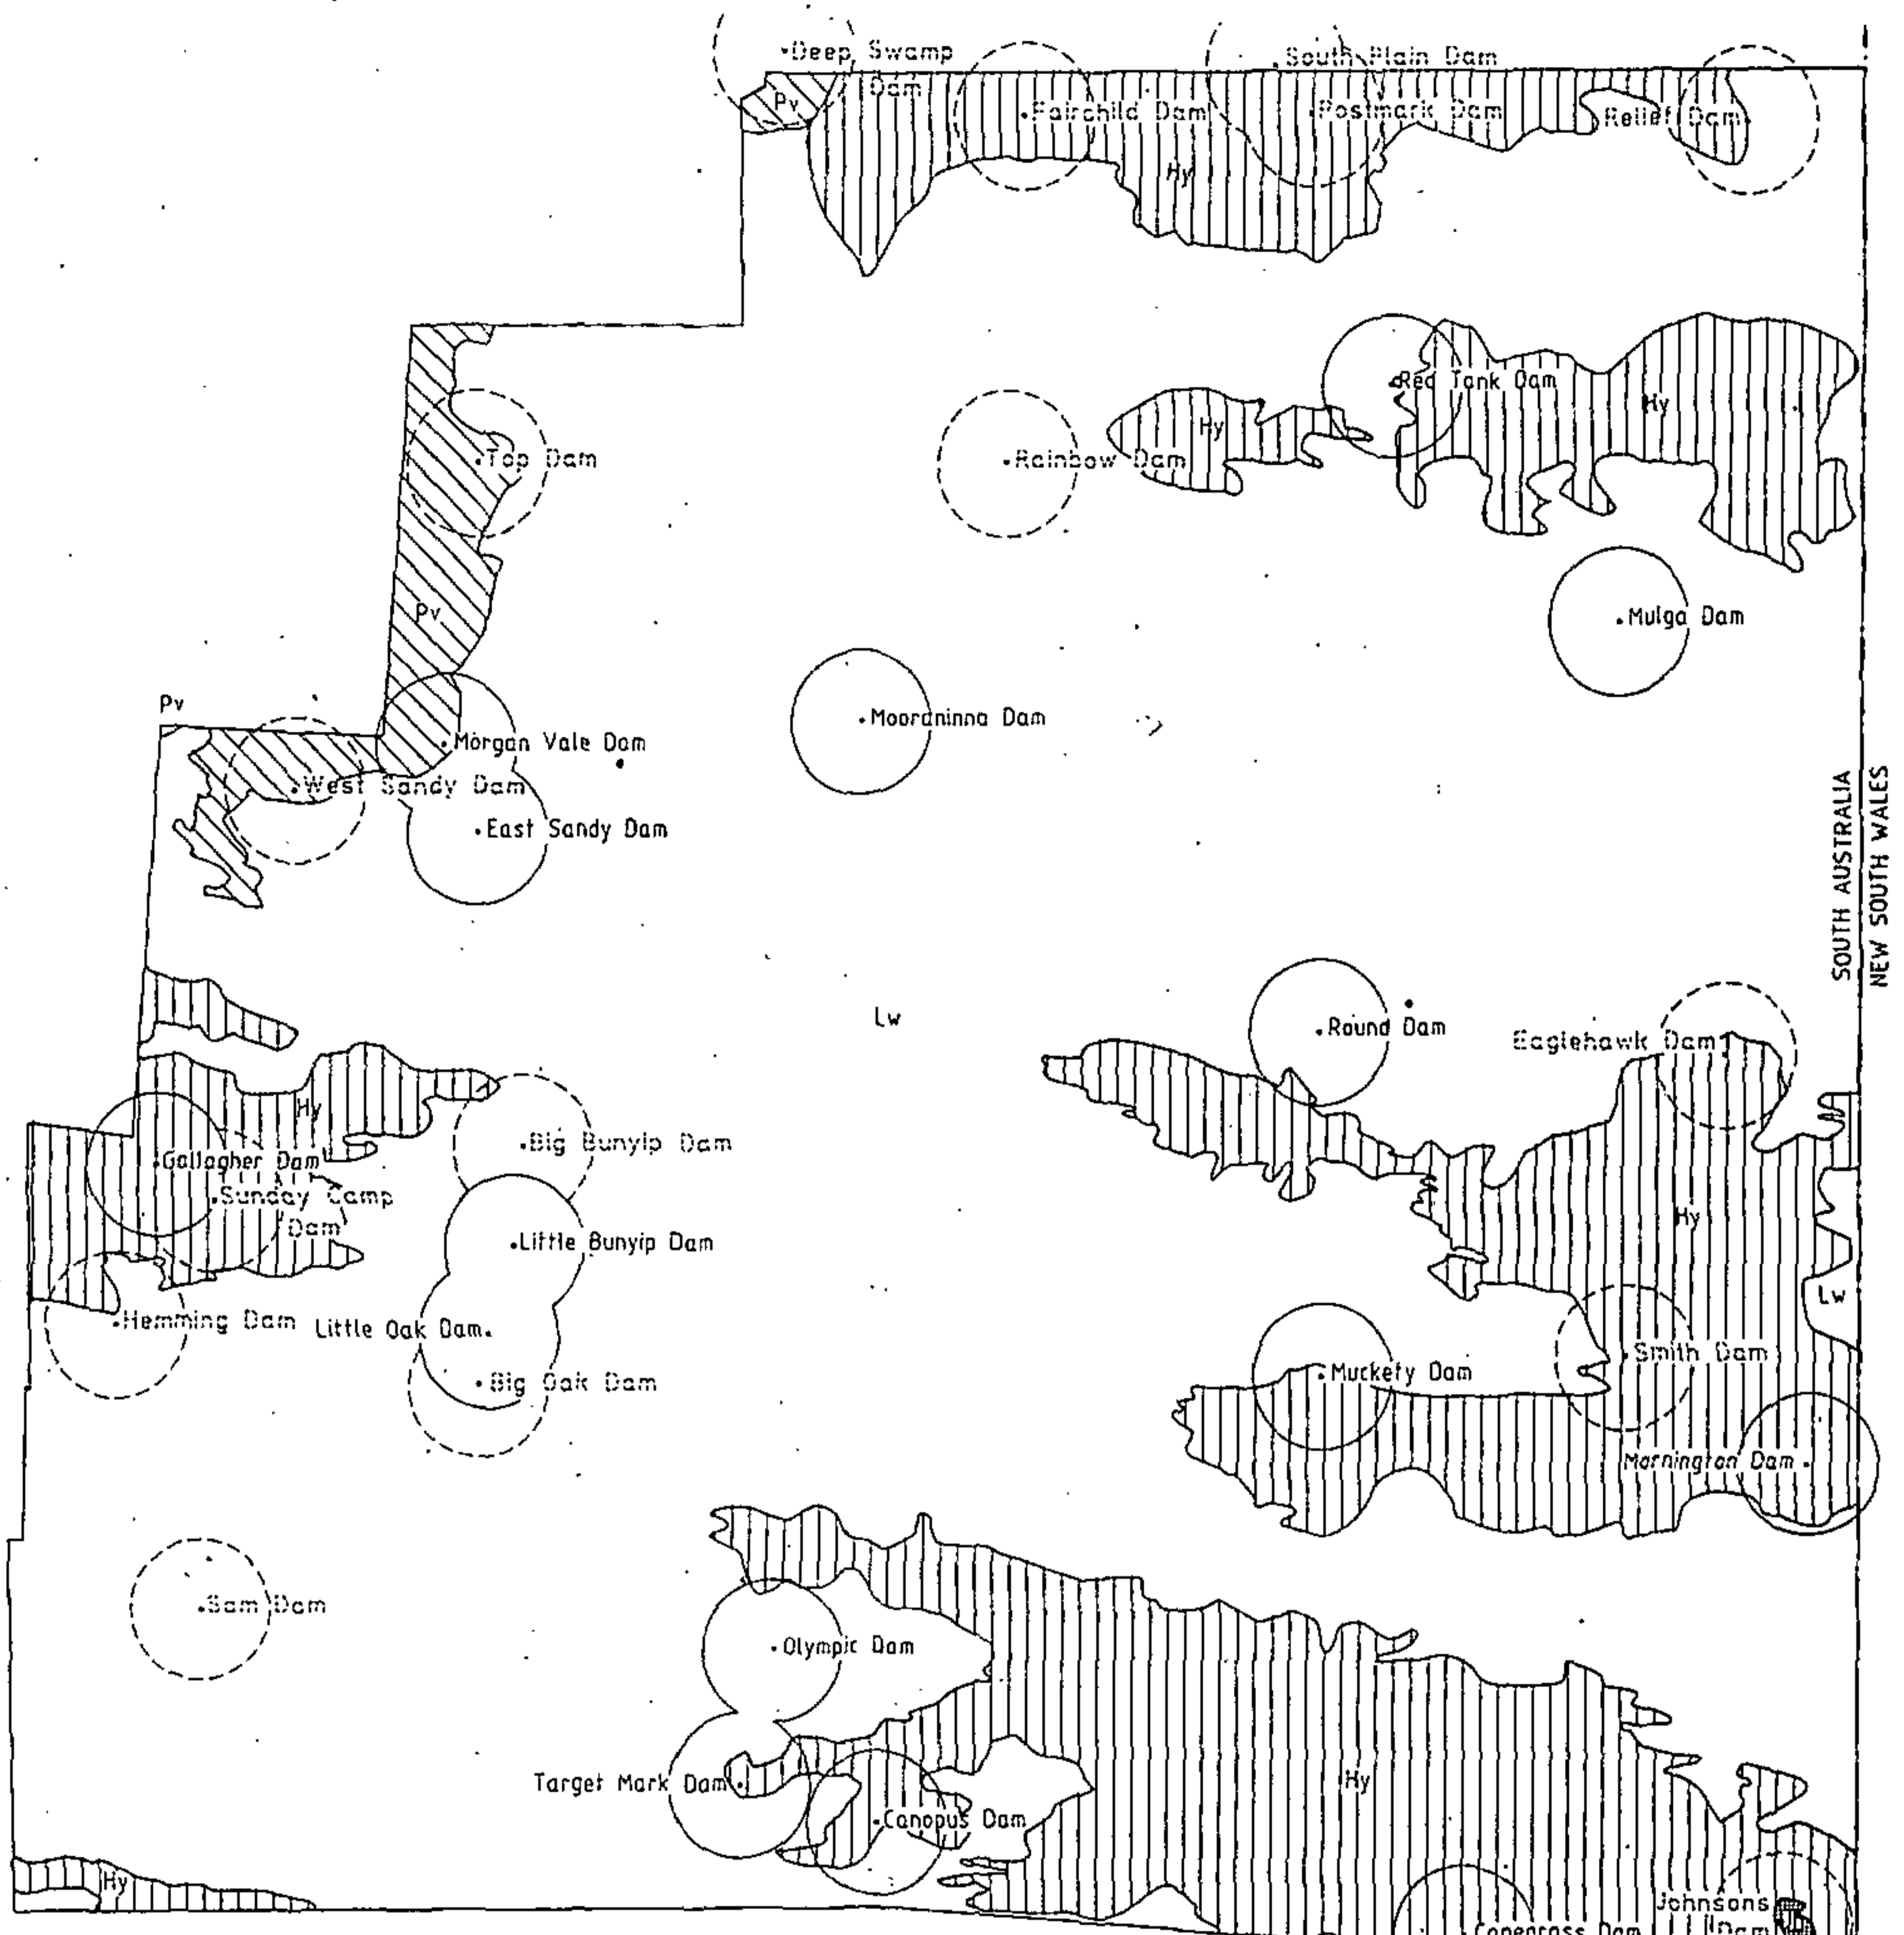 Deep Swamp
Dam
South Plain Dam
Pv
Fairchild Dam
Postmark Dam
Relief Dam
Hy
Red Tank Dam
Hy
Hy
Top Dam
Rainbow Dam
Pv
Mulga Dam
Pv
Mooraninna Dam
Morgan Vale Dam
West Sandy Dam
East Sandy Dam
SOUTH AUSTRALIA
NEW SOUTH WALES
Lw
Round Dam
Eaglehawk Dam
Hy
Big Bunyip Dam
Gallagher Dam
Sunday Camp
Dam
Hy
Little Bunyip Dam
Lw
Hemming Dam
Little Oak Dam
Smith Dam
Muckety Dam
Big Oak Dam
Mornington Dam
Sam Dam
Olympic Dam
Target Mark Dam
Hy
Canopus Dam
Hy
Johnsons
Dam
Canegrass Dam